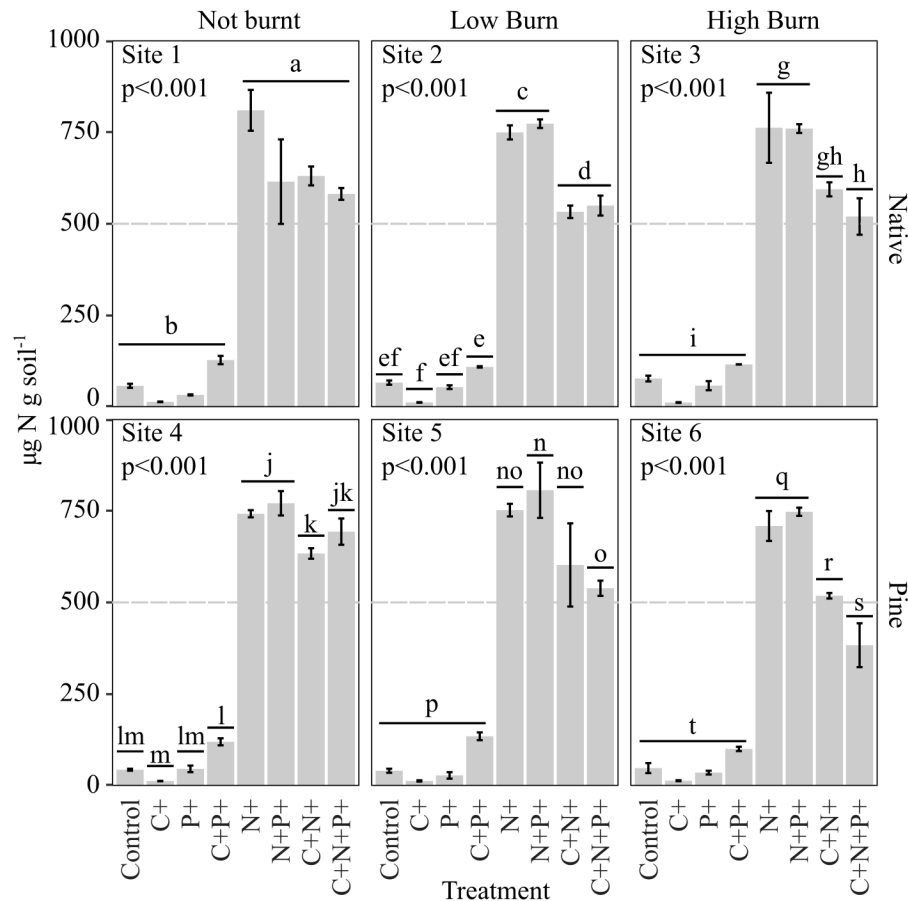 Not burnt
Low Burn
High Burn
1000
750
500
250
0
µg N g soil⁻¹
Site 1
p<0.001
a
b
Site 2
p<0.001
c
d
ef
f
ef
e
Site 3
p<0.001
g
gh
h
i
Native
1000
750
500
250
0
Site 4
p<0.001
j
k
jk
lm
m
lm
l
Site 5
p<0.001
no
n
no
o
p
Site 6
p<0.001
q
r
s
t
Pine
Control
C+
P+
C+P+
N+
N+P+
C+N+
C+N+P+
Control
C+
P+
C+P+
N+
N+P+
C+N+
C+N+P+
Control
C+
P+
C+P+
N+
N+P+
C+N+
C+N+P+
Treatment